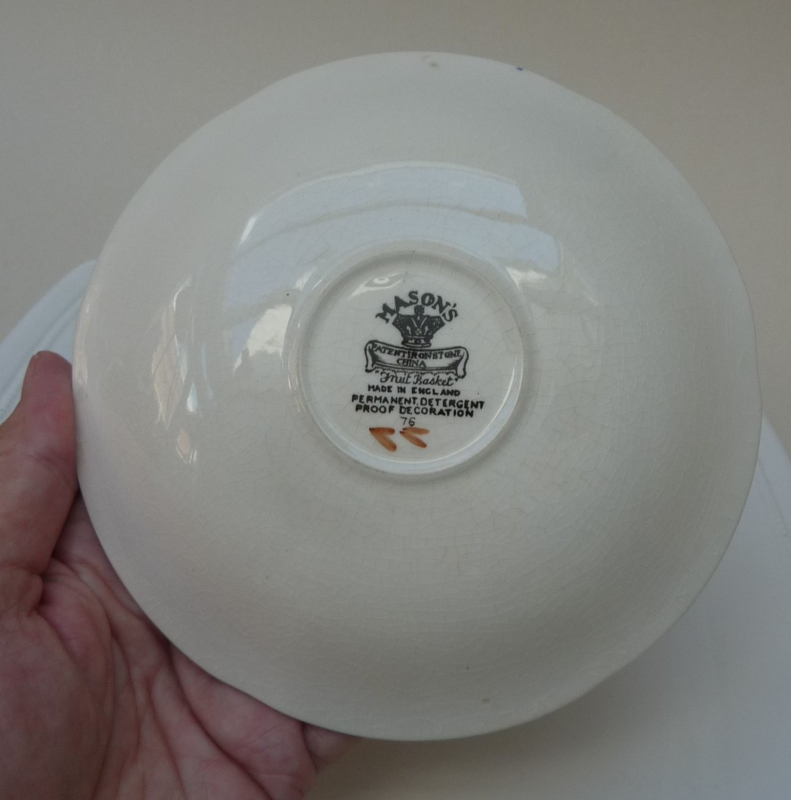 MASON'S
PATENT IRONSTONE
CHINA
"Fruit Basket"
MADE IN ENGLAND
PERMANENT, DETERGENT
PROOF DECORATION
76